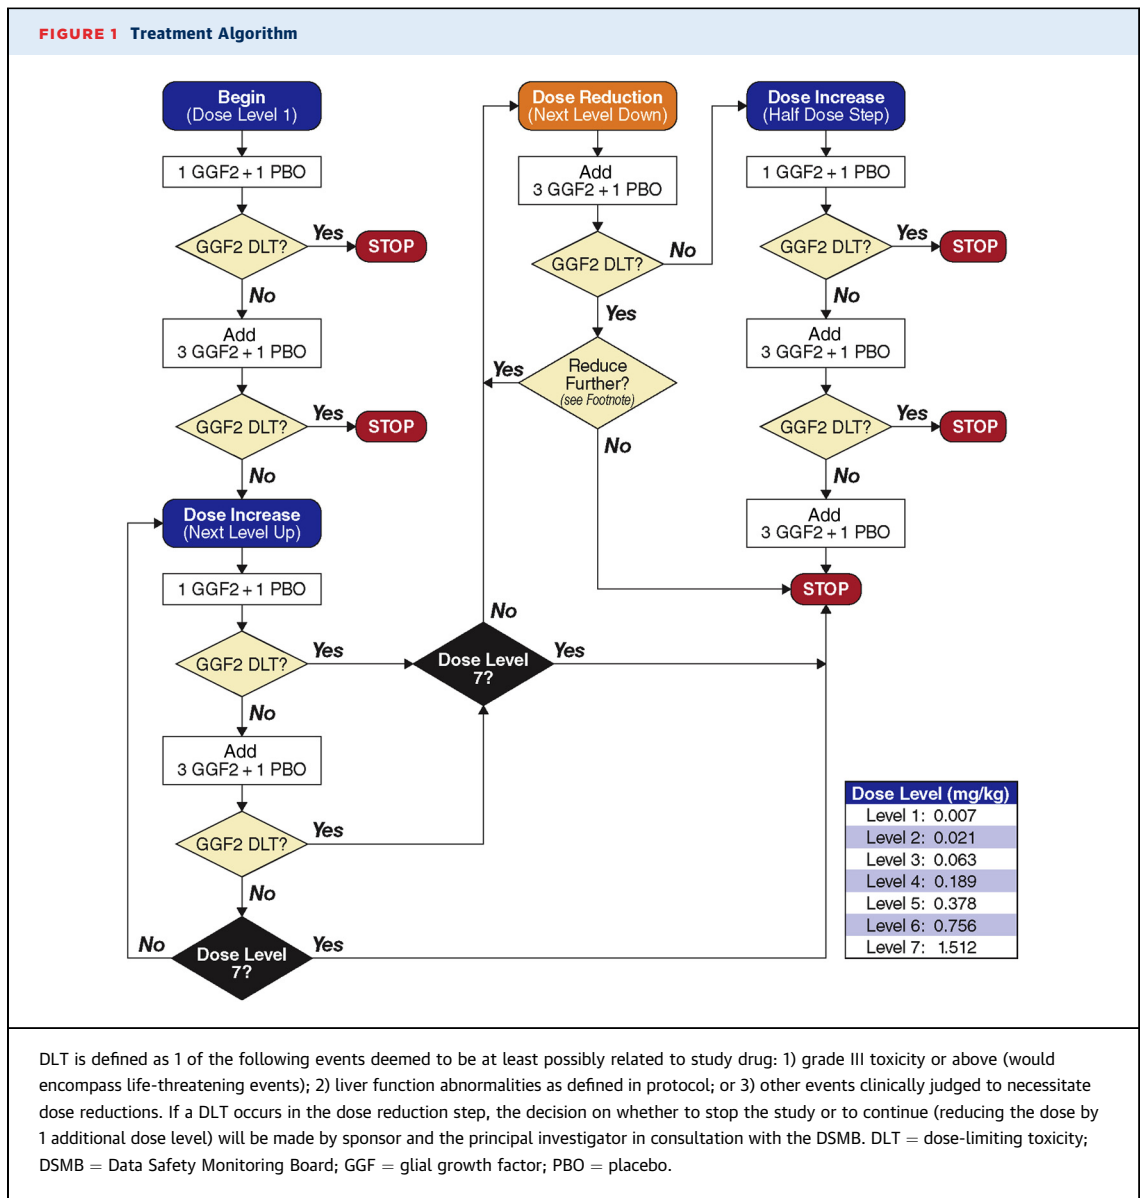 FIGURE 1 Treatment Algorithm
Begin
(Dose Level 1)
1 GGF2 + 1 PBO
GGF2 DLT?
Yes
STOP
No
Add
3 GGF2 + 1 PBO
GGF2 DLT?
Yes
STOP
No
Dose Increase
(Next Level Up)
1 GGF2 + 1 PBO
GGF2 DLT?
Yes
No
Add
3 GGF2 + 1 PBO
GGF2 DLT?
Yes
No
Dose Level
7?
No
Yes
Dose Level
7?
No
Yes
Dose Reduction
(Next Level Down)
Add
3 GGF2 + 1 PBO
GGF2 DLT?
No
Yes
Reduce
Further?
(see Footnote)
Yes
No
Dose Increase
(Half Dose Step)
1 GGF2 + 1 PBO
GGF2 DLT?
Yes
STOP
No
Add
3 GGF2 + 1 PBO
GGF2 DLT?
Yes
STOP
No
Add
3 GGF2 + 1 PBO
STOP
Dose Level (mg/kg)
Level 1: 0.007
Level 2: 0.021
Level 3: 0.063
Level 4: 0.189
Level 5: 0.378
Level 6: 0.756
Level 7: 1.512
DLT is defined as 1 of the following events deemed to be at least possibly related to study drug: 1) grade III toxicity or above (would
encompass life-threatening events); 2) liver function abnormalities as defined in protocol; or 3) other events clinically judged to necessitate
dose reductions. If a DLT occurs in the dose reduction step, the decision on whether to stop the study or to continue (reducing the dose by
1 additional dose level) will be made by sponsor and the principal investigator in consultation with the DSMB. DLT = dose-limiting toxicity;
DSMB = Data Safety Monitoring Board; GGF = glial growth factor; PBO = placebo.